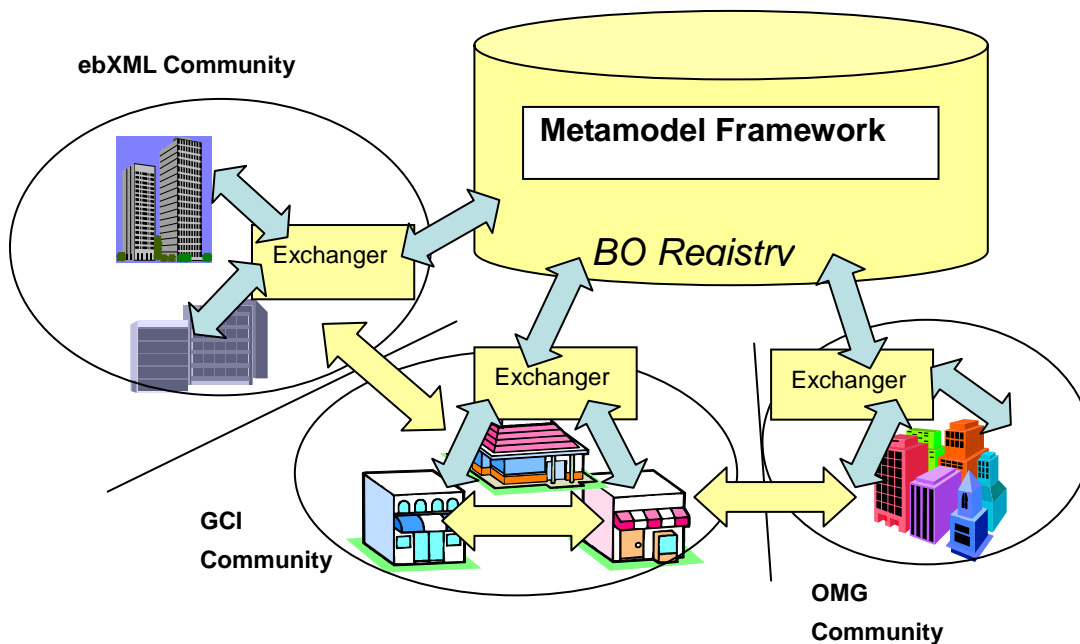 ebXML Community
Metamodel Framework
BO Registry
Exchanger
Exchanger
Exchanger
GCI
Community
OMG
Community